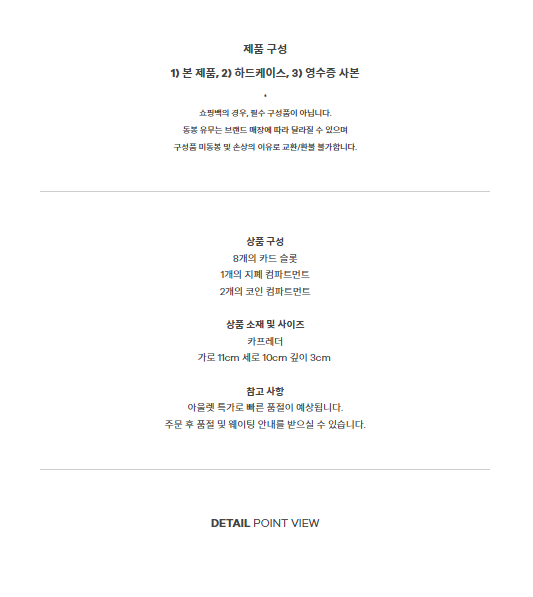 제품 구성
1) 본 제품, 2) 하드케이스, 3) 영수증 사본
*
쇼핑백의 경우, 필수 구성품이 아닙니다.
동봉 유무는 브랜드 매장에 따라 달라질 수 있으며
구성품 미동봉 및 손상의 이유로 교환/환불 불가합니다.
상품 구성
8개의 카드 슬롯
1개의 지폐 컴파트먼트
2개의 코인 컴파트먼트
상품 소재 및 사이즈
카프레더
가로 11cm 세로 10cm 깊이 3cm
참고 사항
아울렛 특가로 빠른 품절이 예상됩니다.
주문 후 품절 및 웨이팅 안내를 받으실 수 있습니다.
DETAIL POINT VIEW